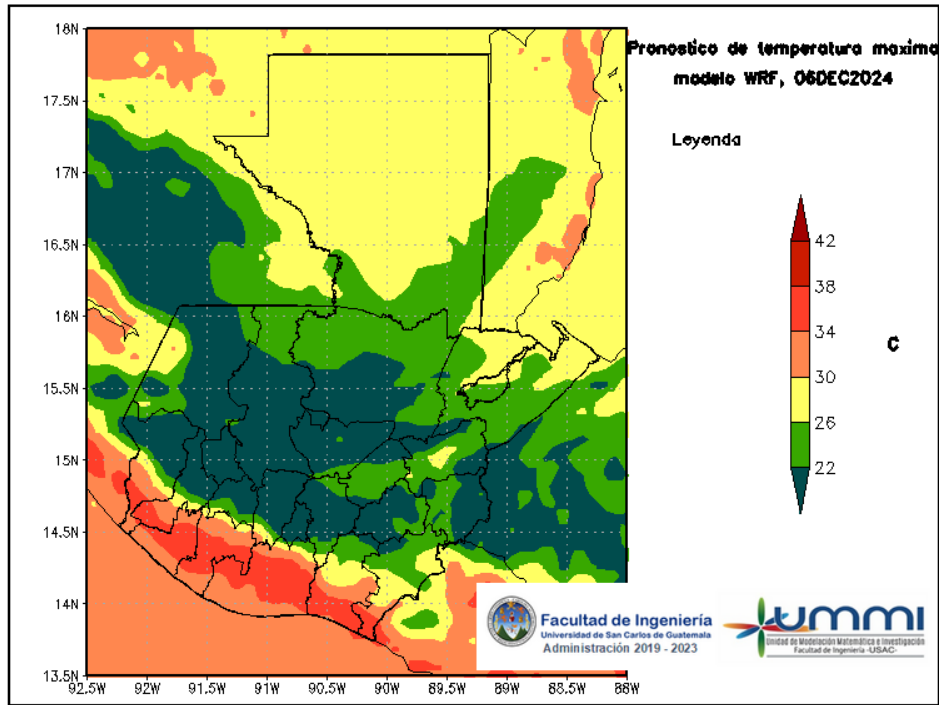 Pronostico de temperatura maxima
modelo WRF, 06DEC2024
Leyenda
42
38
34
30
26
22
C
18N
17.5N
17N
16.5N
16N
15.5N
15N
14.5N
14N
13.5N
92.5W
92W
91.5W
91W
90.5W
90W
89.5W
89W
88.5W
88W
Facultad de Ingeniería
Universidad de San Carlos de Guatemala
Administración 2019 - 2023
ummi
Unidad de Modelación Matemática e Investigación
Facultad de Ingeniería -USAC-